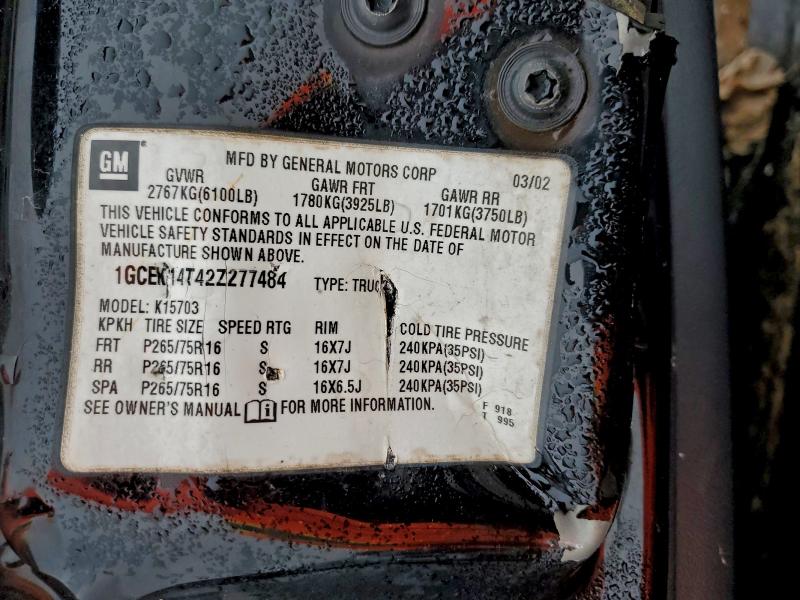 GM
MFD BY GENERAL MOTORS CORP 03/02
GVWR GAWR FRT GAWR RR
2767KG(6100LB) 1780KG(3925LB) 1701KG(3750LB)
THIS VEHICLE CONFORMS TO ALL APPLICABLE U.S. FEDERAL MOTOR
VEHICLE SAFETY STANDARDS IN EFFECT ON THE DATE OF
MANUFACTURE SHOWN ABOVE.
1GCEK14T42Z277484 TYPE: TRUC
MODEL: K15703
KPKH TIRE SIZE SPEED RTG RIM COLD TIRE PRESSURE
FRT P265/75R16 S 16X7J 240KPA(35PSI)
RR P265/75R16 S 16X7J 240KPA(35PSI)
SPA P265/75R16 S 16X6.5J 240KPA(35PSI)
SEE OWNER'S MANUAL FOR MORE INFORMATION.
F 918
T 995